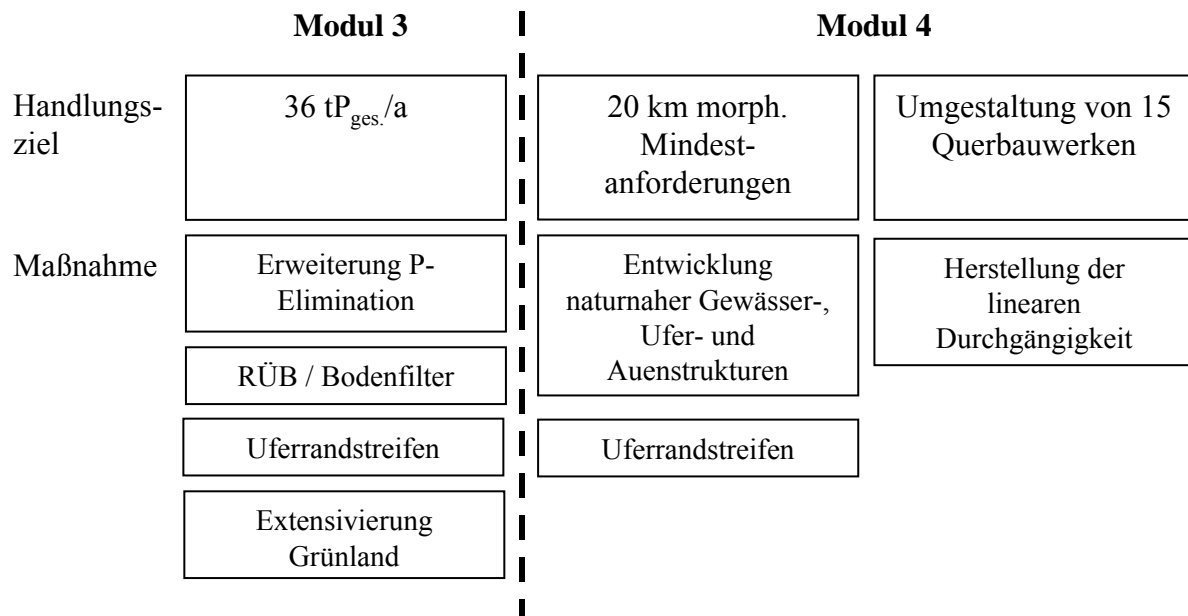 Modul 3
Modul 4
Handlungs-
ziel
36 tPges./a
20 km morph.
Mindest-
anforderungen
Umgestaltung von 15
Querbauwerken
Maßnahme
Erweiterung P-
Elimination
Entwicklung
naturnaher Gewässer-,
Ufer- und
Auenstrukturen
Herstellung der
linearen
Durchgängigkeit
RÜB / Bodenfilter
Uferrandstreifen
Uferrandstreifen
Extensivierung
Grünland